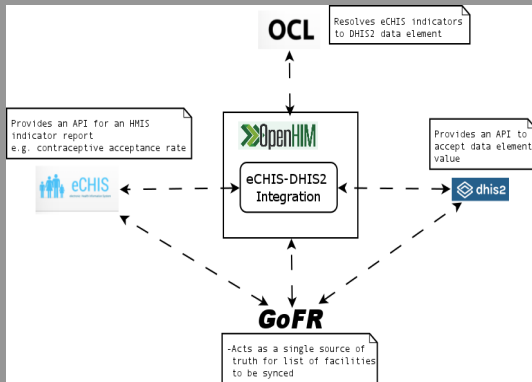 OCL
Resolves eCHIS indicators
to DHIS2 data element
Provides an API for an HMIS
indicator report
e.g. contraceptive acceptance rate
OpenHIM
Provides an API to
accept data element
value
eCHIS
eCHIS-DHIS2
Integration
dhis2
GoFR
-Acts as a single source of
truth for list of facilities
to be synced